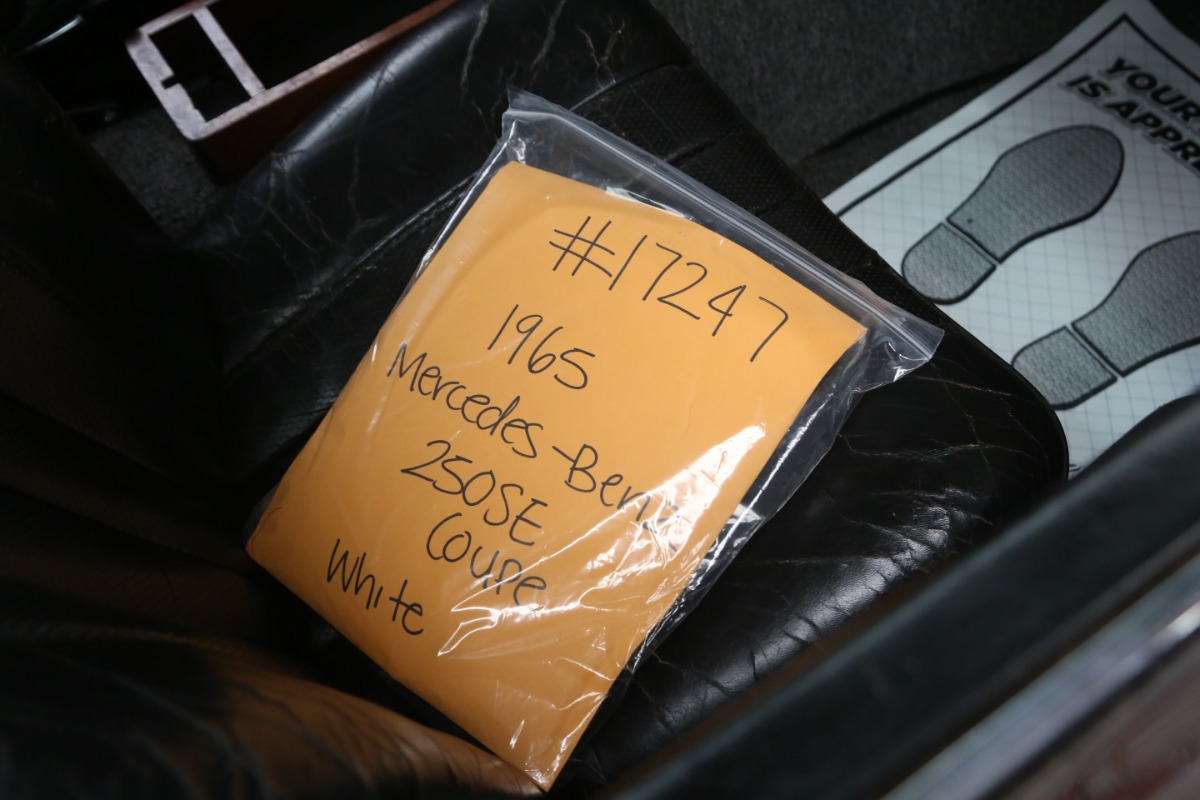 #17247
1965
Mercedes-Benz
250SE
Coupe
White
YOUR
IS APPR